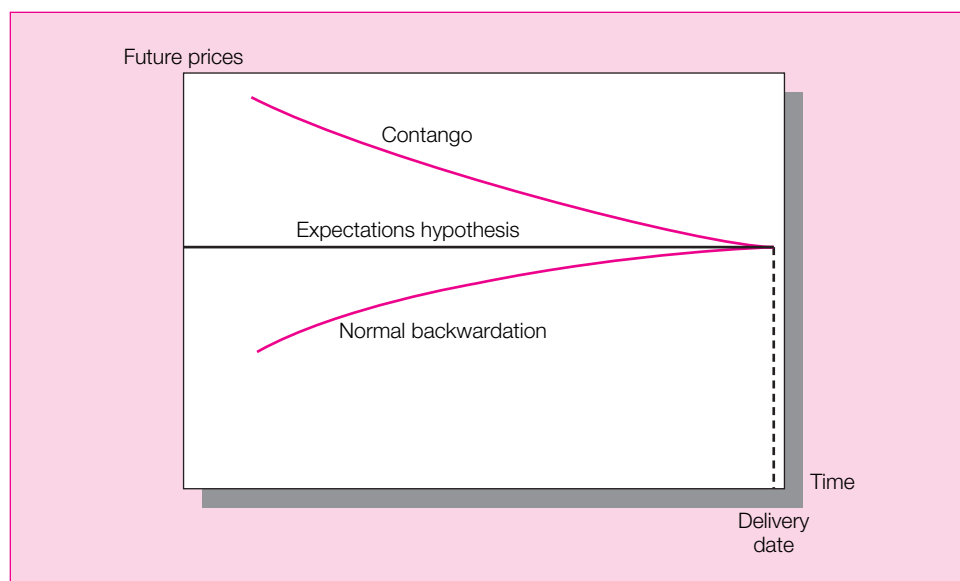 Future prices
Contango
Expectations hypothesis
Normal backwardation
Time
Delivery
date